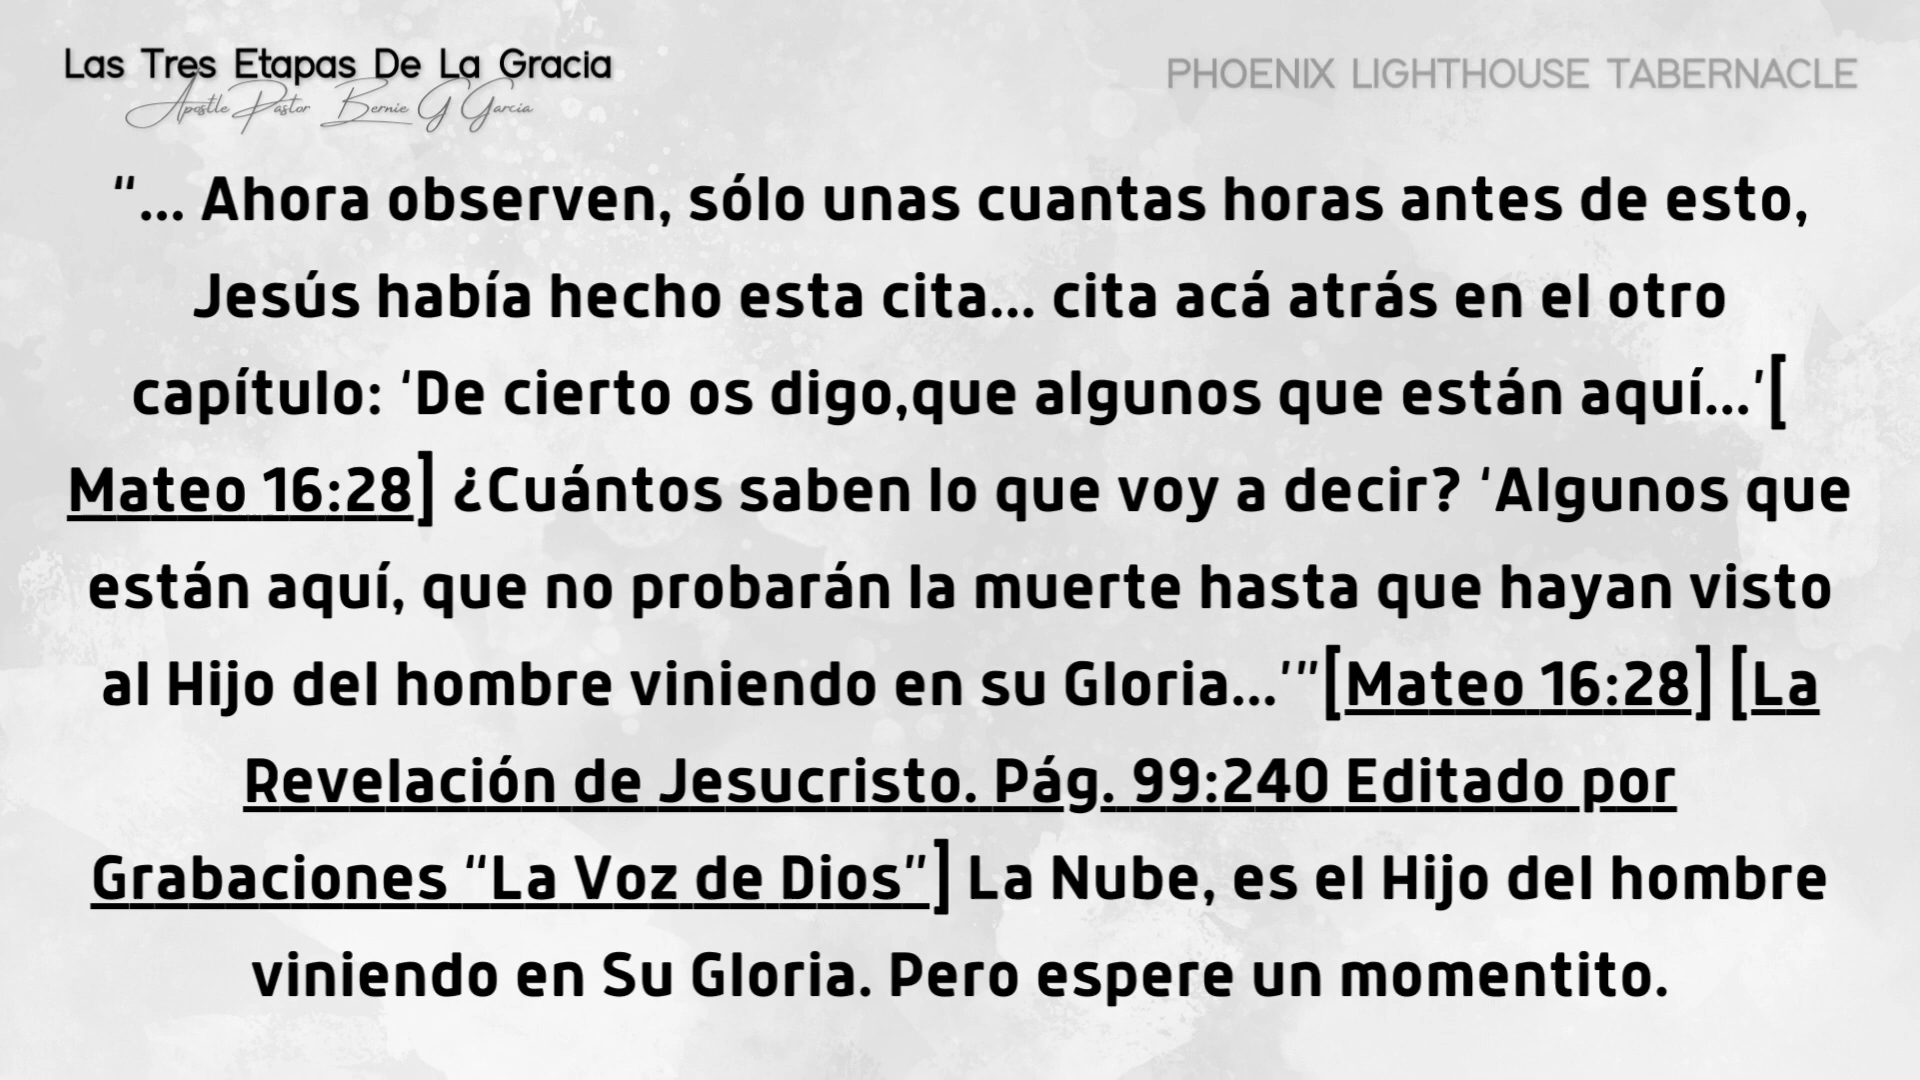 Las Tres Etapas De La Gracia
PHOENIX LIGHTHOUSE TABERNACLE
Apostle Pastor Bernie G Garcia
“... Ahora observen, sólo unas cuantas horas antes de esto,
Jesús había hecho esta cita... cita acá atrás en el otro
capítulo: ‘De cierto os digo,que algunos que están aquí...’[
Mateo 16:28] ¿Cuántos saben lo que voy a decir? ‘Algunos que
están aquí, que no probarán la muerte hasta que hayan visto
al Hijo del hombre viniendo en su Gloria...’”[Mateo 16:28] [La
Revelación de Jesucristo. Pág. 99:240 Editado por
Grabaciones “La Voz de Dios”] La Nube, es el Hijo del hombre
viniendo en Su Gloria. Pero espere un momentito.